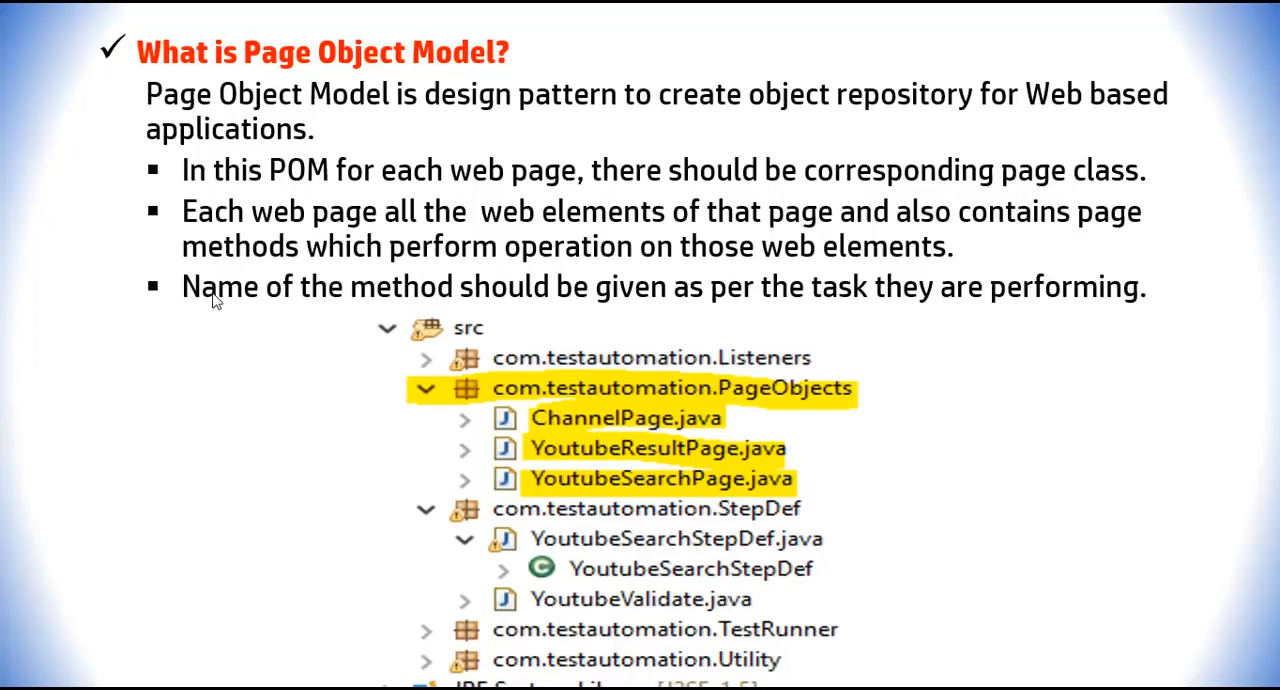 What is Page Object Model?
Page Object Model is design pattern to create object repository for Web based
applications.
In this POM for each web page, there should be corresponding page class.
Each web page all the web elements of that page and also contains page
methods which perform operation on those web elements.
Name of the method should be given as per the task they are performing.
src
com.testautomation.Listeners
com.testautomation.PageObjects
ChannelPage.java
YoutubeResultPage.java
YoutubeSearchPage.java
com.testautomation.StepDef
YoutubeSearchStepDef.java
YoutubeSearchStepDef
YoutubeValidate.java
com.testautomation.TestRunner
com.testautomation.Utility